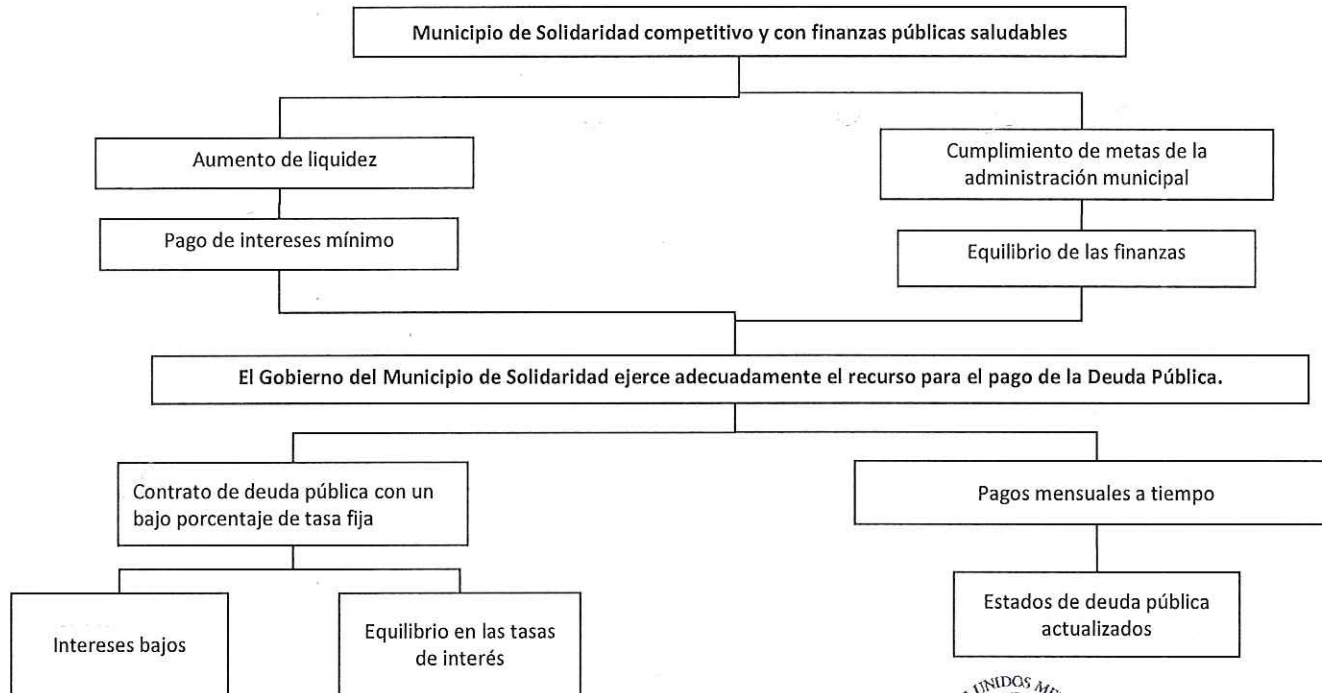 Municipio de Solidaridad competitivo y con finanzas públicas saludables
Aumento de liquidez
Cumplimiento de metas de la
administración municipal
Pago de intereses mínimo
Equilibrio de las finanzas
El Gobierno del Municipio de Solidaridad ejerce adecuadamente el recurso para el pago de la Deuda Pública.
Contrato de deuda pública con un
bajo porcentaje de tasa fija
Pagos mensuales a tiempo
Intereses bajos
Equilibrio en las tasas
de interés
Estados de deuda pública
actualizados
UNIDOS